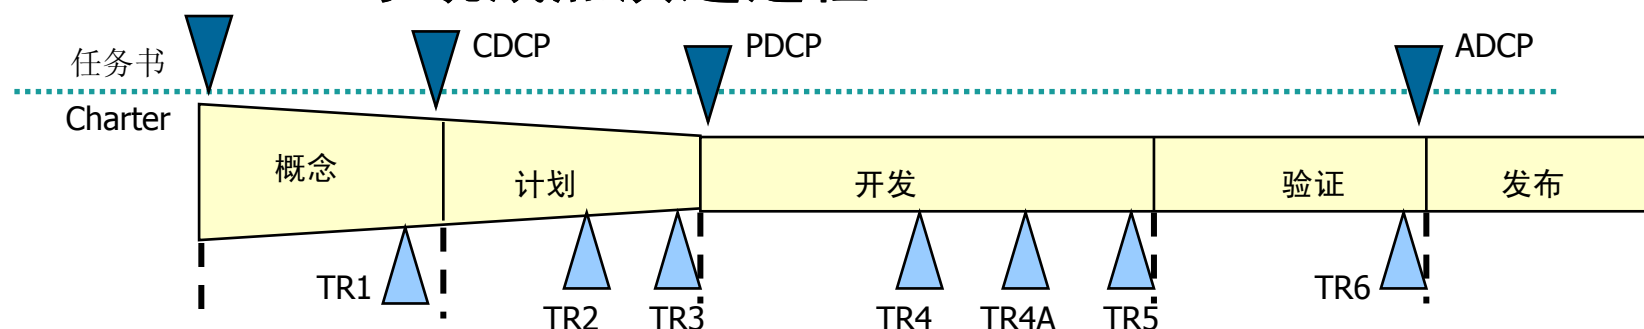 CDCP
PDCP
ADCP
任务书
Charter
概念
计划
开发
验证
发布
TR1
TR2
TR3
TR4
TR4A
TR5
TR6